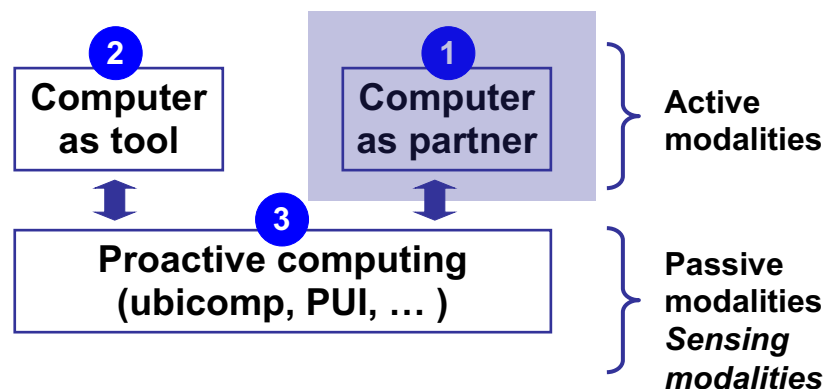 2
Computer
as tool
1
Computer
as partner
Active
modalities
3
Proactive computing
(ubicomp, PUI, … )
Passive
modalities
Sensing
modalities